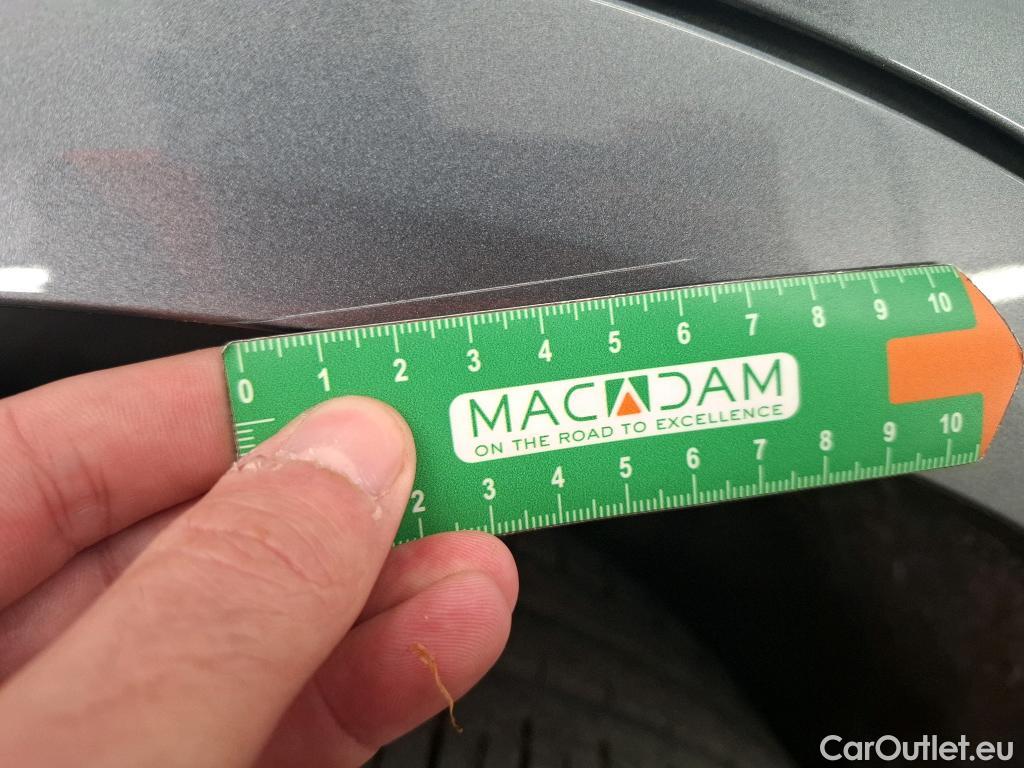 0 1 2 3 4 5 6 7 8 9 10
MACADAM
ON THE ROAD TO EXCELLENCE
2 3 4 5 6 7 8 9 10
CarOutlet.eu